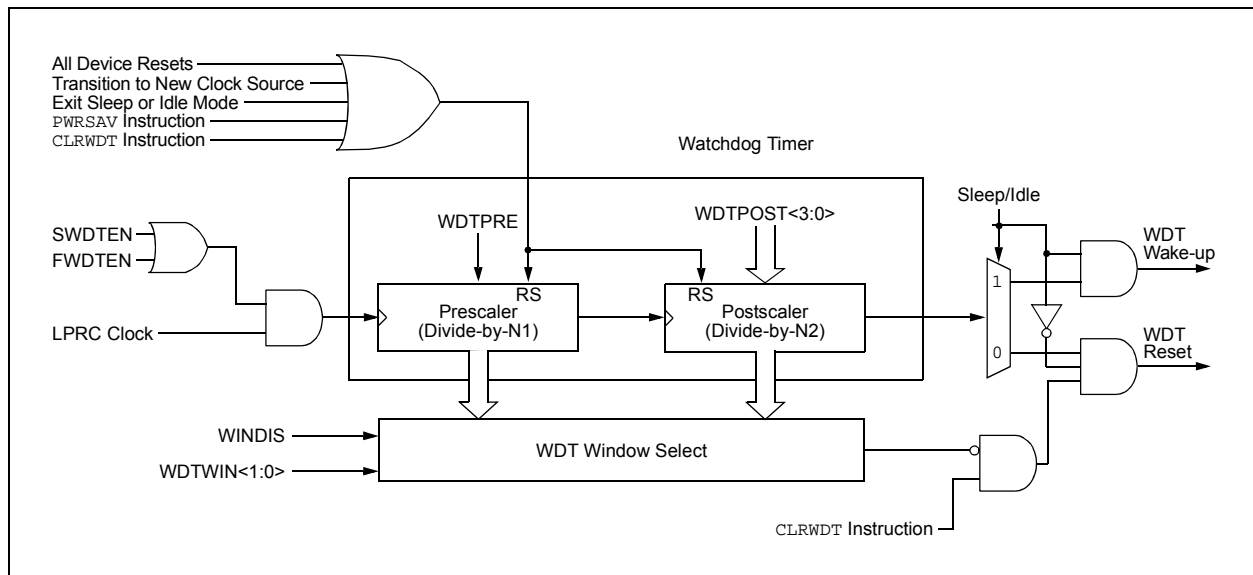 All Device Resets
Transition to New Clock Source
Exit Sleep or Idle Mode
PWRSAV Instruction
CLRWDT Instruction
Watchdog Timer
Sleep/Idle
WDTPRE
WDTPOST<3:0>
SWDTEN
FWDTEN
WDT
Wake-up
RS
RS
1
Prescaler
(Divide-by-N1)
Postscaler
(Divide-by-N2)
LPRC Clock
0
WDT
Reset
WINDIS
WDT Window Select
WDTWIN<1:0>
CLRWDT Instruction